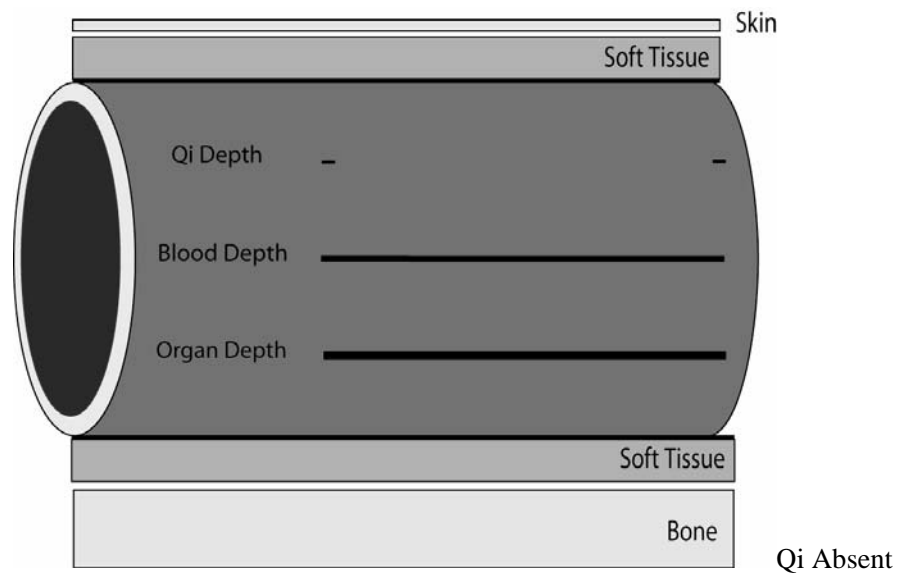 Skin
Soft Tissue
Qi Depth
Blood Depth
Organ Depth
Soft Tissue
Bone
Qi Absent